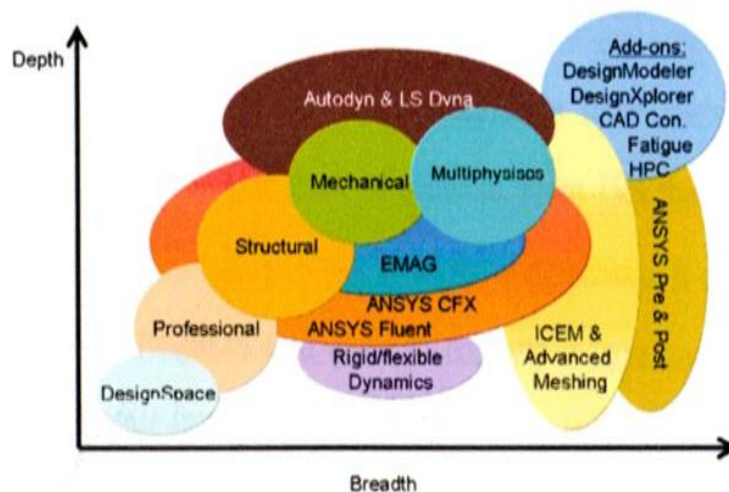 Depth
Add-ons:
DesignModeler
DesignXplorer
CAD Con.
Fatigue
HPC
Autodyn & LS Dyna
Mechanical
Multiphysisos
Structural
EMAG
ANSYS CFX
ANSYS Fluent
Professional
Rigid/flexible
Dynamics
DesignSpace
ICEM &
Advanced
Meshing
ANSYS Pre & Post
Breadth